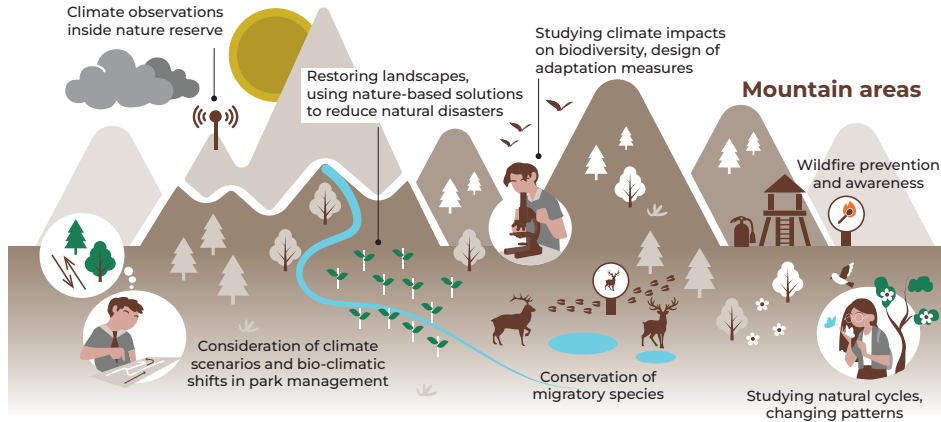 Climate observations
inside nature reserve
Restoring landscapes,
using nature-based solutions
to reduce natural disasters
Studying climate impacts
on biodiversity, design of
adaptation measures
Mountain areas
Wildfire prevention
and awareness
Consideration of climate
scenarios and bio-climatic
shifts in park management
Conservation of
migratory species
Studying natural cycles,
changing patterns